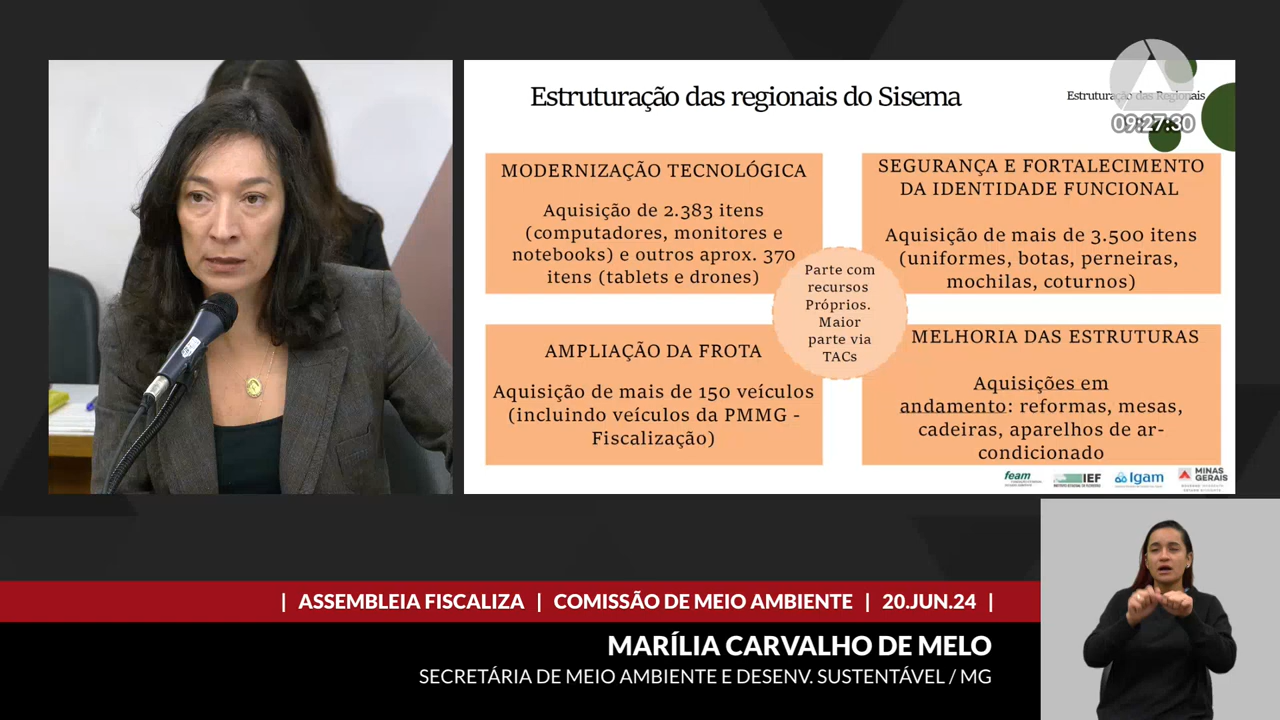 Estruturação das regionais do Sisema
Estruturação das Regionais
09:27:30
MODERNIZAÇÃO TECNOLÓGICA
Aquisição de 2.383 itens
(computadores, monitores e
notebooks) e outros aprox. 370
itens (tablets e drones)
SEGURANÇA E FORTALECIMENTO
DA IDENTIDADE FUNCIONAL
Aquisição de mais de 3.500 itens
(uniformes, botas, perneiras,
mochilas, coturnos)
Parte com
recursos
Próprios.
Maior
parte via
TACs
AMPLIAÇÃO DA FROTA
Aquisição de mais de 150 veículos
(incluindo veículos da PMMG -
Fiscalização)
MELHORIA DAS ESTRUTURAS
Aquisições em
andamento: reformas, mesas,
cadeiras, aparelhos de ar-
condicionado
feam
IEF
Igam
MINAS
GERAIS
| ASSEMBLEIA FISCALIZA | COMISSÃO DE MEIO AMBIENTE | 20.JUN.24 |
MARÍLIA CARVALHO DE MELO
SECRETÁRIA DE MEIO AMBIENTE E DESENV. SUSTENTÁVEL / MG